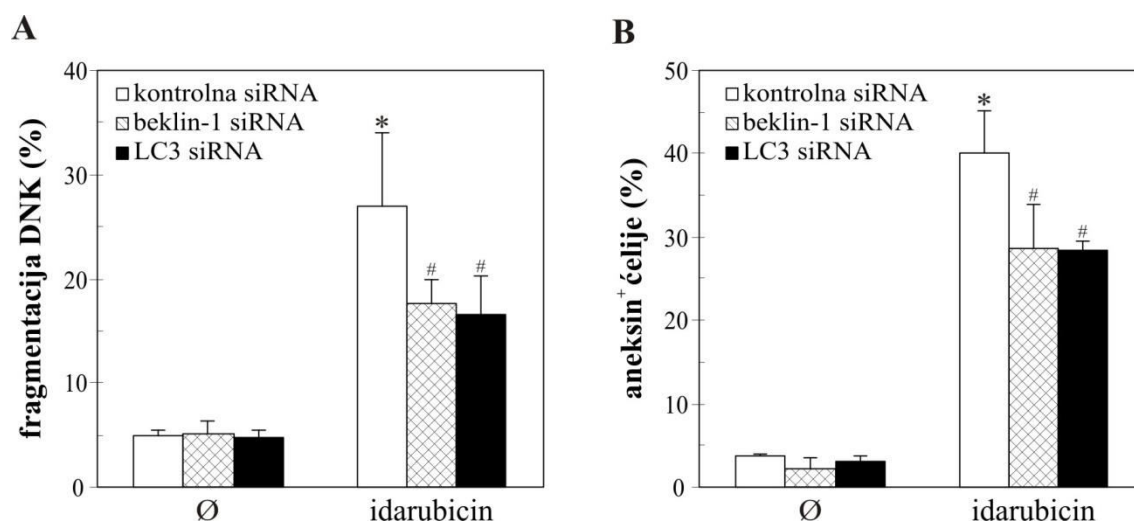 A
fragmentacija DNK (%)
40
30
20
10
0
kontrolna siRNA
beklin-1 siRNA
LC3 siRNA
*
#
#
Ø
idarubicin
B
aneksin⁺ ćelije (%)
50
40
30
20
10
0
kontrolna siRNA
beklin-1 siRNA
LC3 siRNA
*
#
#
Ø
idarubicin